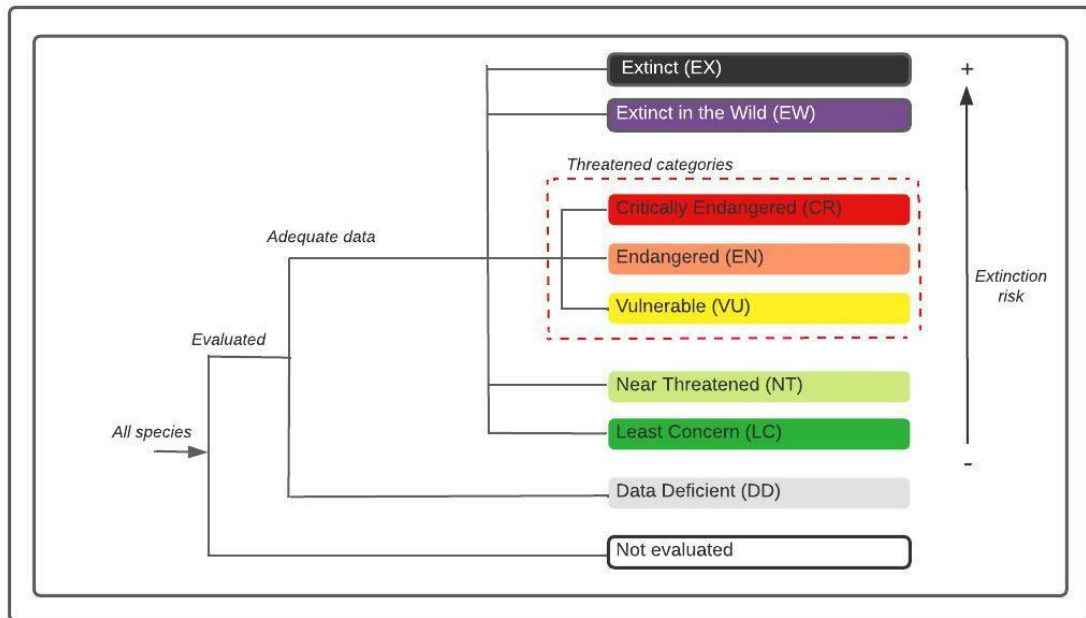 Extinct (EX)
+
Extinct in the Wild (EW)
Threatened categories
Critically Endangered (CR)
Adequate data
Endangered (EN)
Extinction
risk
Vulnerable (VU)
Evaluated
Near Threatened (NT)
All species
Least Concern (LC)
-
Data Deficient (DD)
Not evaluated